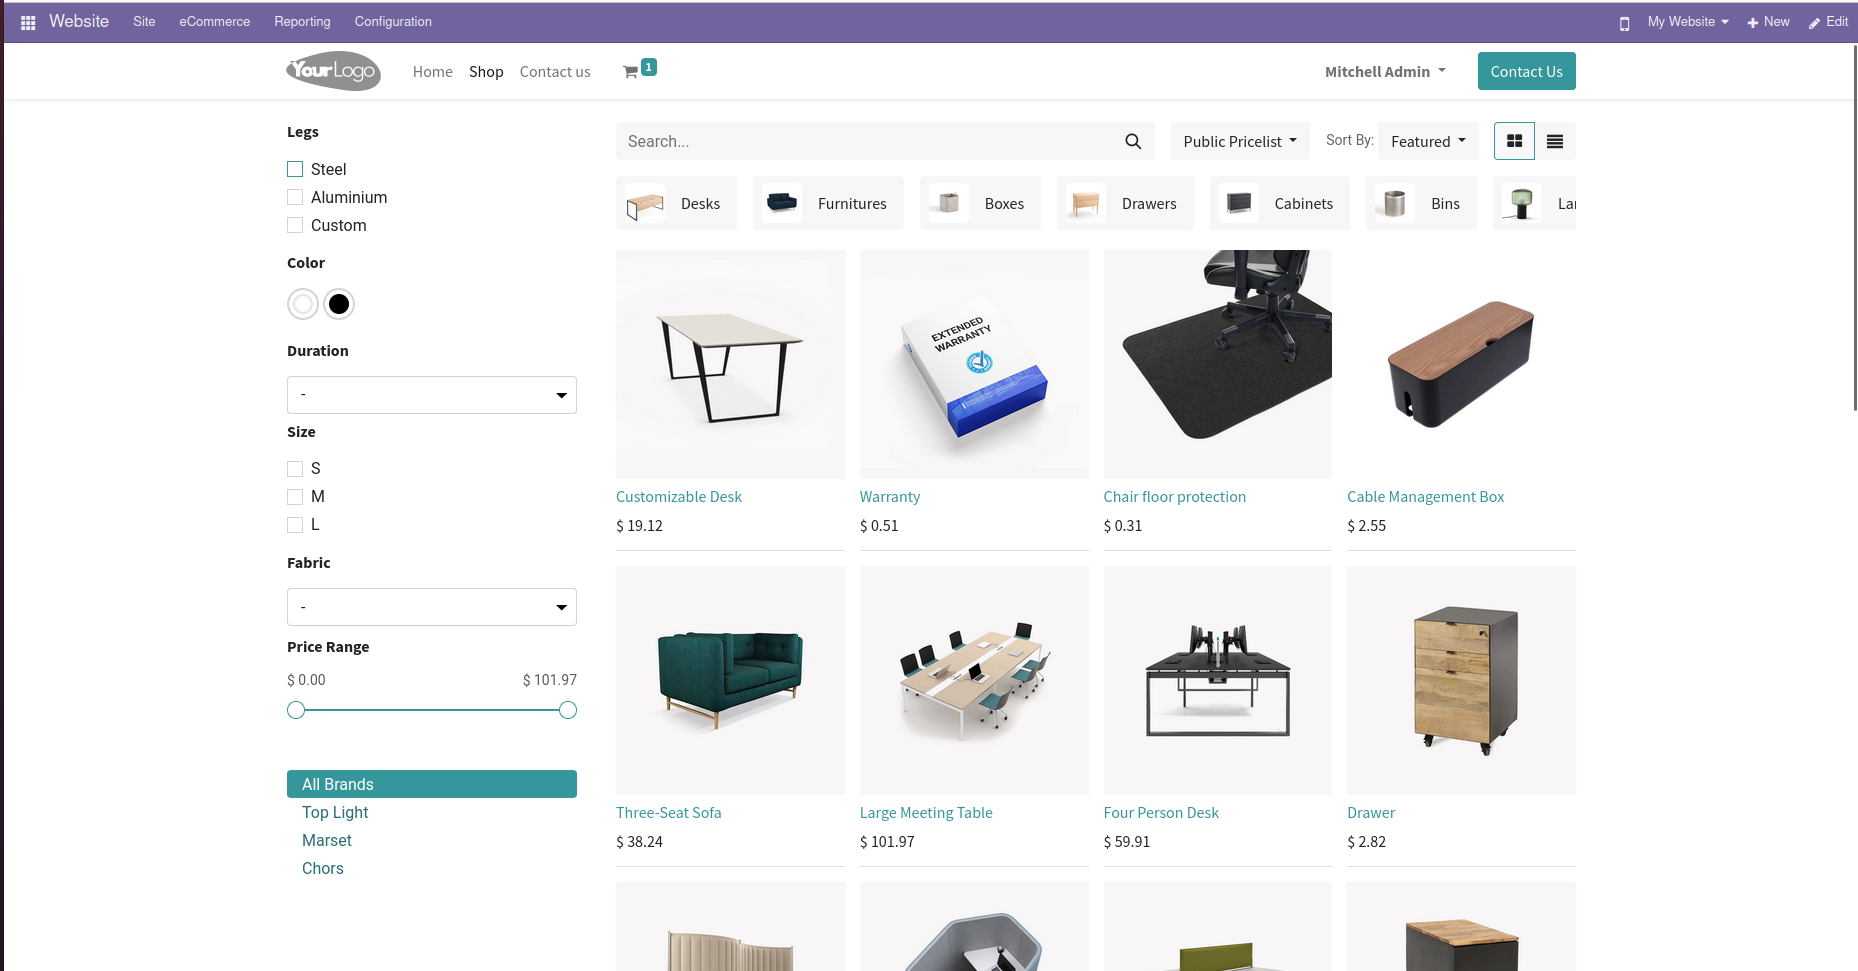 Website Site eCommerce Reporting Configuration My Website New Edit
YourLogo Home Shop Contact us 1 Mitchell Admin Contact Us
Legs
Steel
Aluminium
Custom
Color
Duration
-
Size
S
M
L
Fabric
-
Price Range
$ 0.00 $ 101.97
All Brands
Top Light
Marset
Chors
Search... Public Pricelist Sort By: Featured
Desks Furnitures Boxes Drawers Cabinets Bins La
EXTENDED
WARRANTY
Customizable Desk Warranty Chair floor protection Cable Management Box
$ 19.12 $ 0.51 $ 0.31 $ 2.55
Three-Seat Sofa Large Meeting Table Four Person Desk Drawer
$ 38.24 $ 101.97 $ 59.91 $ 2.82